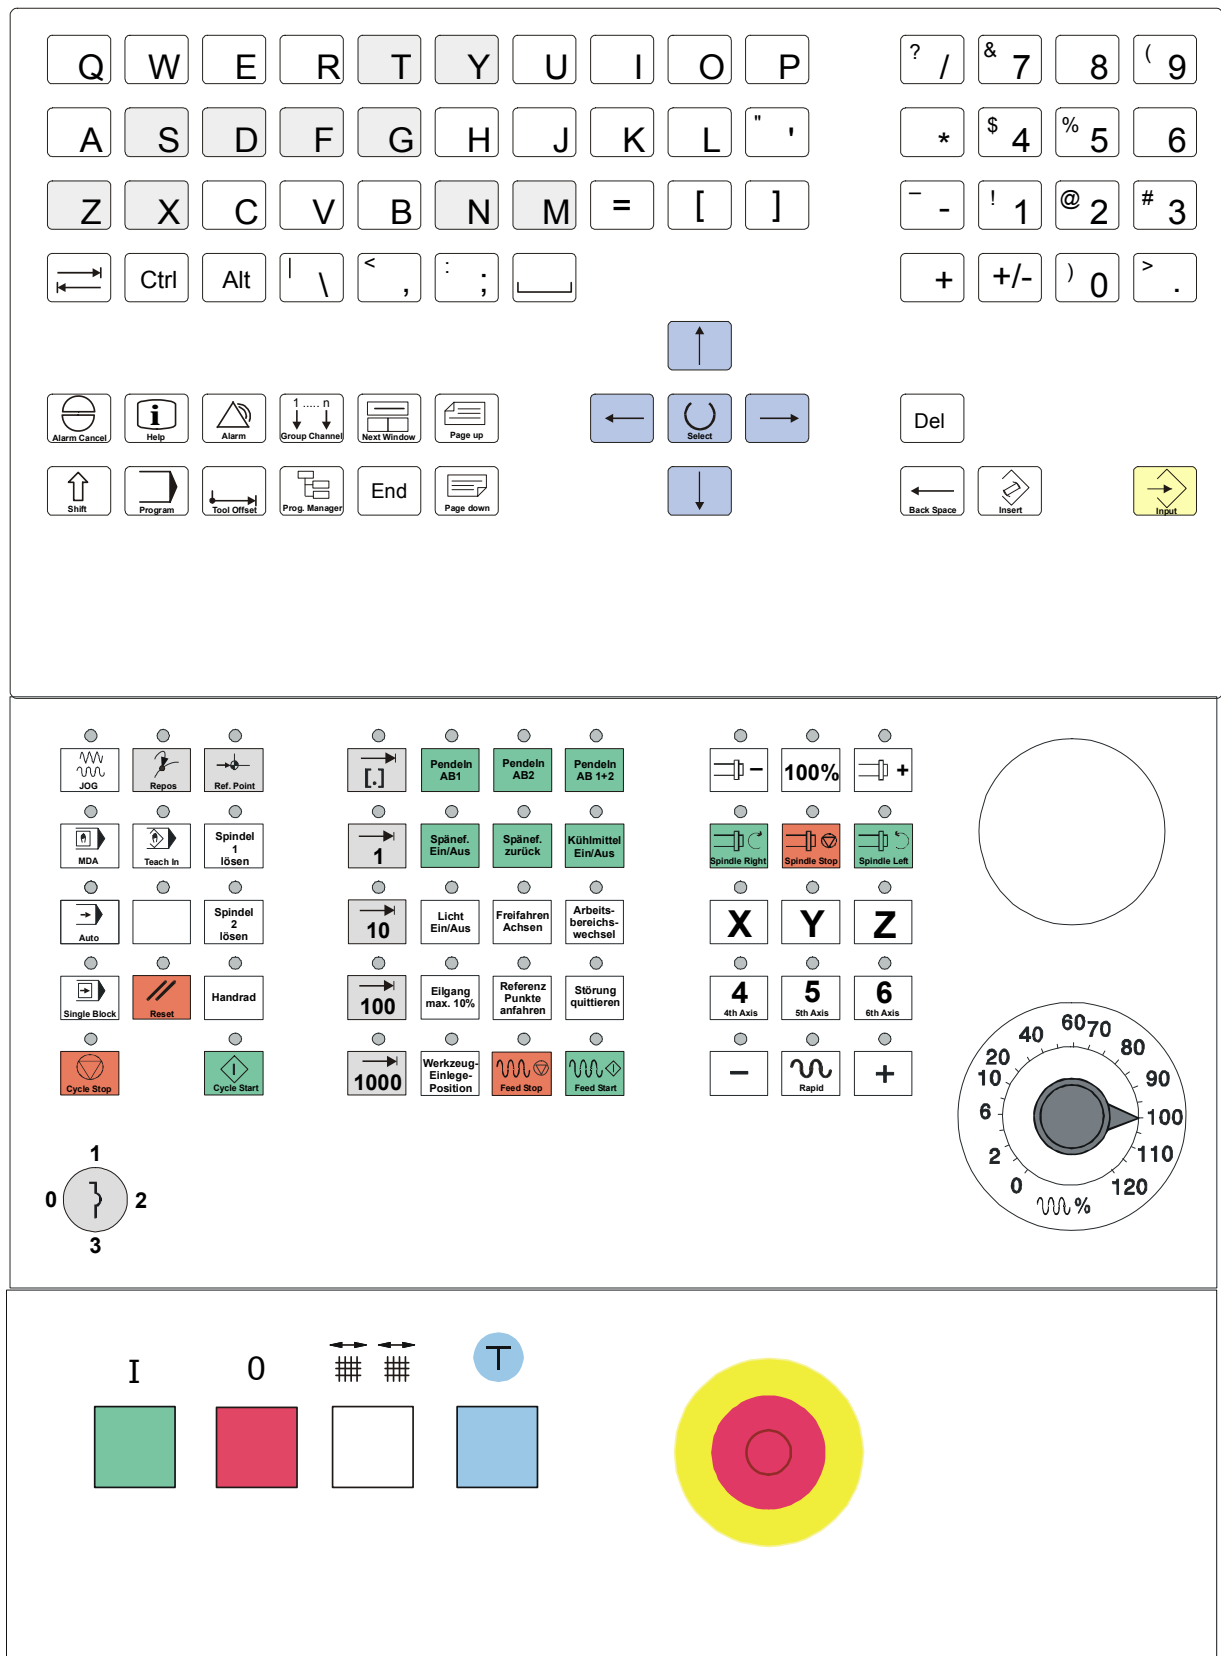 Q W E R T Y U I O P ? / & 7 8 ( 9
A S D F G H J K L " ' * $ 4 % 5 6
Z X C V B N M = [ ] _ - ! 1 @ 2 # 3
Ctrl Alt | \ < , : ; + +/- ) 0 > .
1 ..... n
Alarm Cancel Help Alarm Group Channel Next Window Page up Select Del
Shift Program Tool Offset Prog. Manager End Page down Back Space Insert Input
JOG Repos Ref. Point
MDA Teach In Spindel
1
lösen
Auto Spindel
2
lösen
Single Block Reset Handrad
Cycle Stop Cycle Start
[.] Pendeln
AB1
Pendeln
AB2
Pendeln
AB 1+2
1 Spänef.
Ein/Aus
Spänef.
zurück
Kühlmittel
Ein/Aus
10 Licht
Ein/Aus
Freifahren
Achsen
Arbeits-
bereichs-
wechsel
100 Eilgang
max. 10%
Referenz
Punkte
anfahren
Störung
quittieren
1000 Werkzeug-
Einlege-
Position
Feed Stop Feed Start
- 100% +
Spindle Right Spindle Stop Spindle Left
X Y Z
4 5 6
4th Axis 5th Axis 6th Axis
- Rapid +
0 2 6 10 20 40 60 70 80 90 100 110 120
%
1
0 2
3
I 0 T